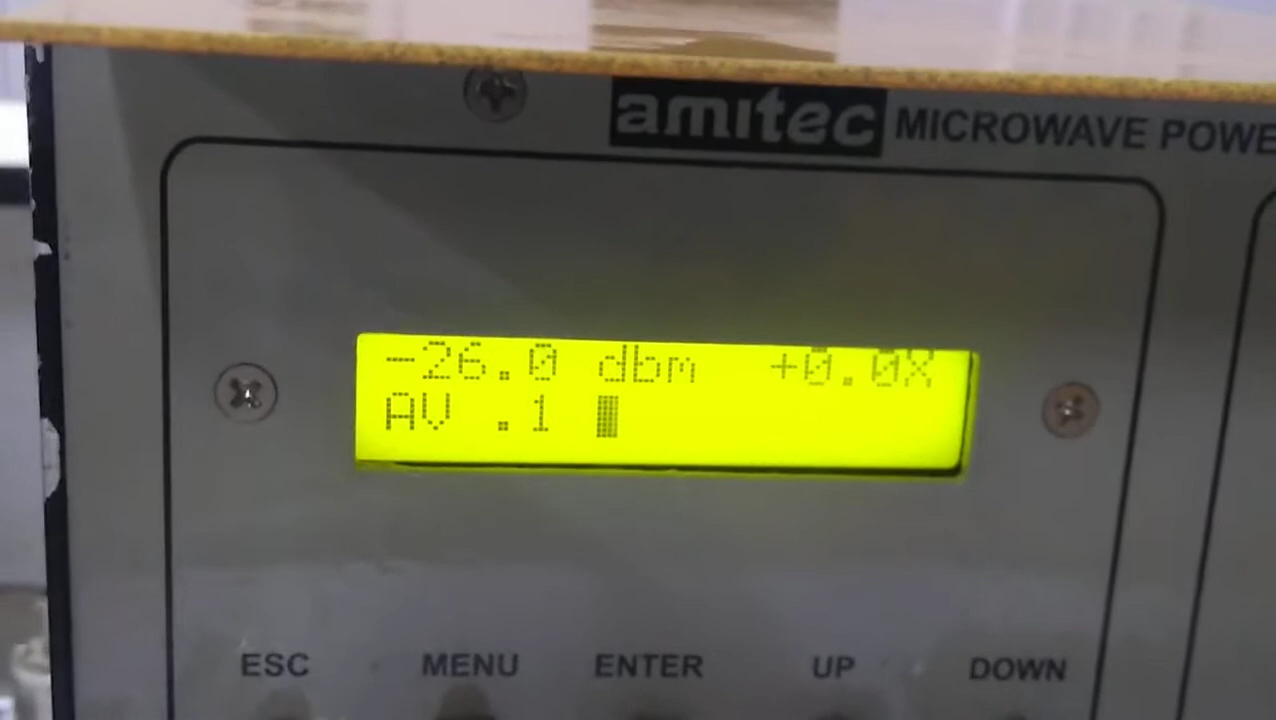 amitec MICROWAVE POWE
-26.0 dbm +0.0X
AV .1
ESC MENU ENTER UP DOWN